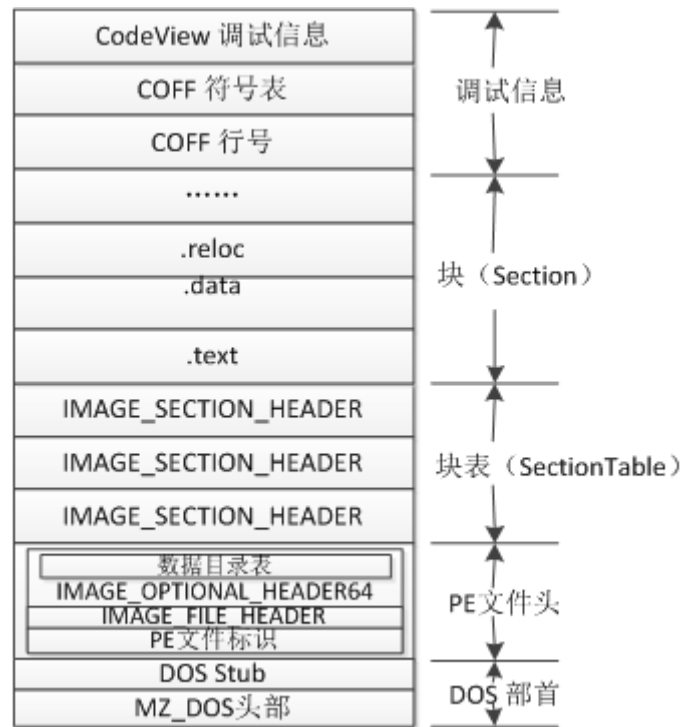 CodeView 调试信息
COFF 符号表
COFF 行号
……
.reloc
.data
.text
IMAGE_SECTION_HEADER
IMAGE_SECTION_HEADER
IMAGE_SECTION_HEADER
数据目录表
IMAGE_OPTIONAL_HEADER64
IMAGE_FILE_HEADER
PE文件标识
DOS Stub
MZ_DOS头部
调试信息
块（Section）
块表（SectionTable）
PE文件头
DOS 部首